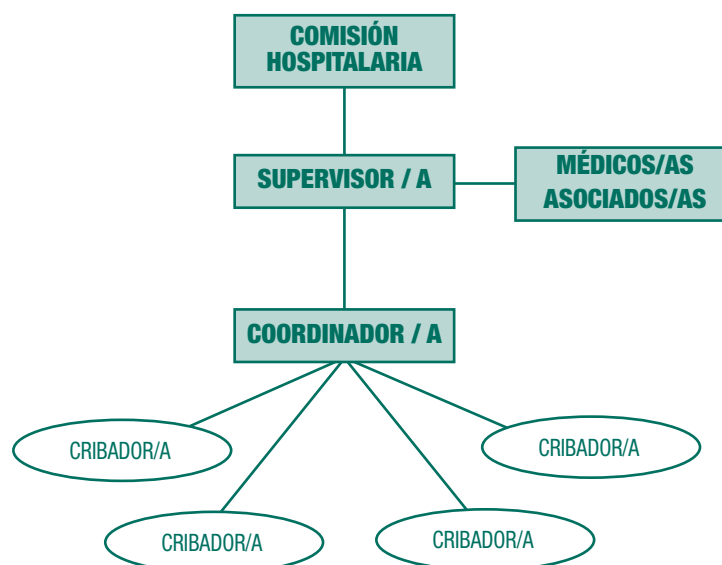 COMISIÓN
HOSPITALARIA
SUPERVISOR / A
MÉDICOS/AS
ASOCIADOS/AS
COORDINADOR / A
CRIBADOR/A
CRIBADOR/A
CRIBADOR/A
CRIBADOR/A